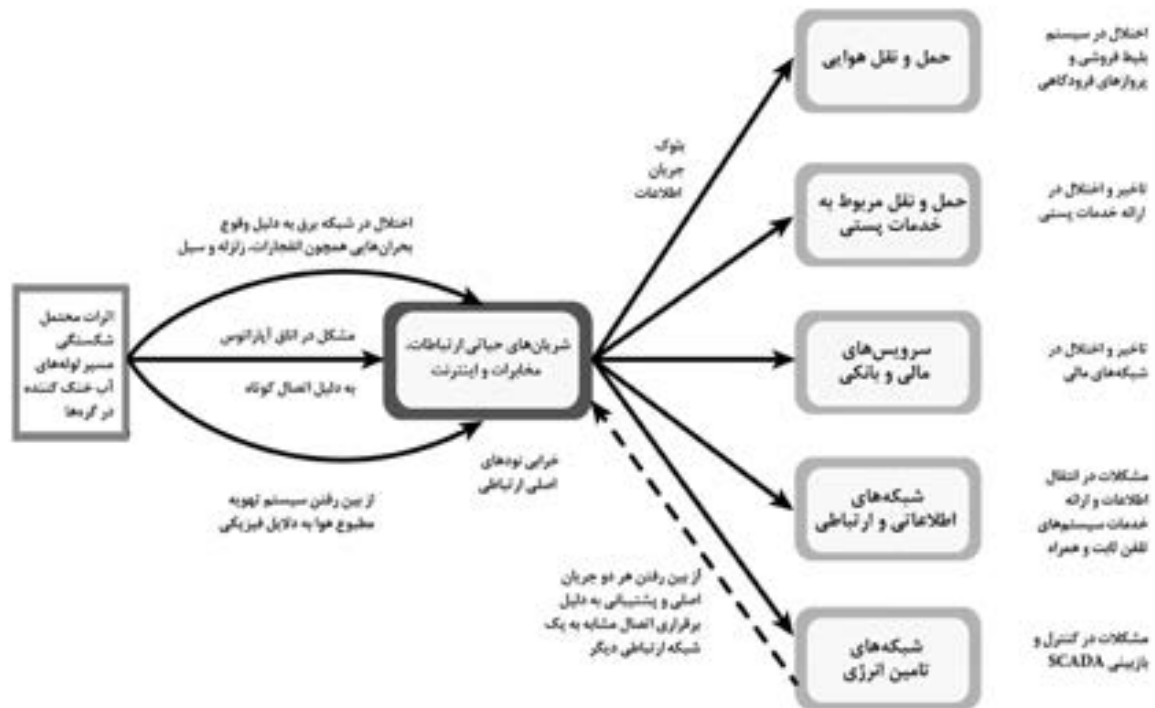 اثرات محتمل
شکستگی
مسیر لوله‌های
آب خنک کننده
در گره‌ها
اختلال در شبکه برق به دلیل وقوع
بحران‌هایی همچون انفجارات، زلزله و سیل
مشکل در اتاق آپاراتوس
به دلیل اتصال کوتاه
از بین رفتن سیستم تهویه
مطبوع هوا به دلایل فیزیکی
شریان‌های حیاتی ارتباطات،
مخابرات و اینترنت
خرابی نودهای
اصلی ارتباطی
بلوک
جریان
اطلاعات
از بین رفتن هر دو جریان
اصلی و پشتیبانی به دلیل
برقراری اتصال مشابه به یک
شبکه ارتباطی دیگر
حمل و نقل هوایی
اختلال در سیستم
بلیط فروشی و
پروازهای فرودگاهی
حمل و نقل مربوط به
خدمات پستی
تاخیر و اختلال در
ارائه خدمات پستی
سرویس‌های
مالی و بانکی
تاخیر و اختلال در
شبکه‌های مالی
شبکه‌های
اطلاعاتی و ارتباطی
مشکلات در انتقال
اطلاعات و ارائه
خدمات سیستم‌های
تلفن ثابت و همراه
شبکه‌های
تامین انرژی
مشکلات در کنترل و
بازبینی SCADA